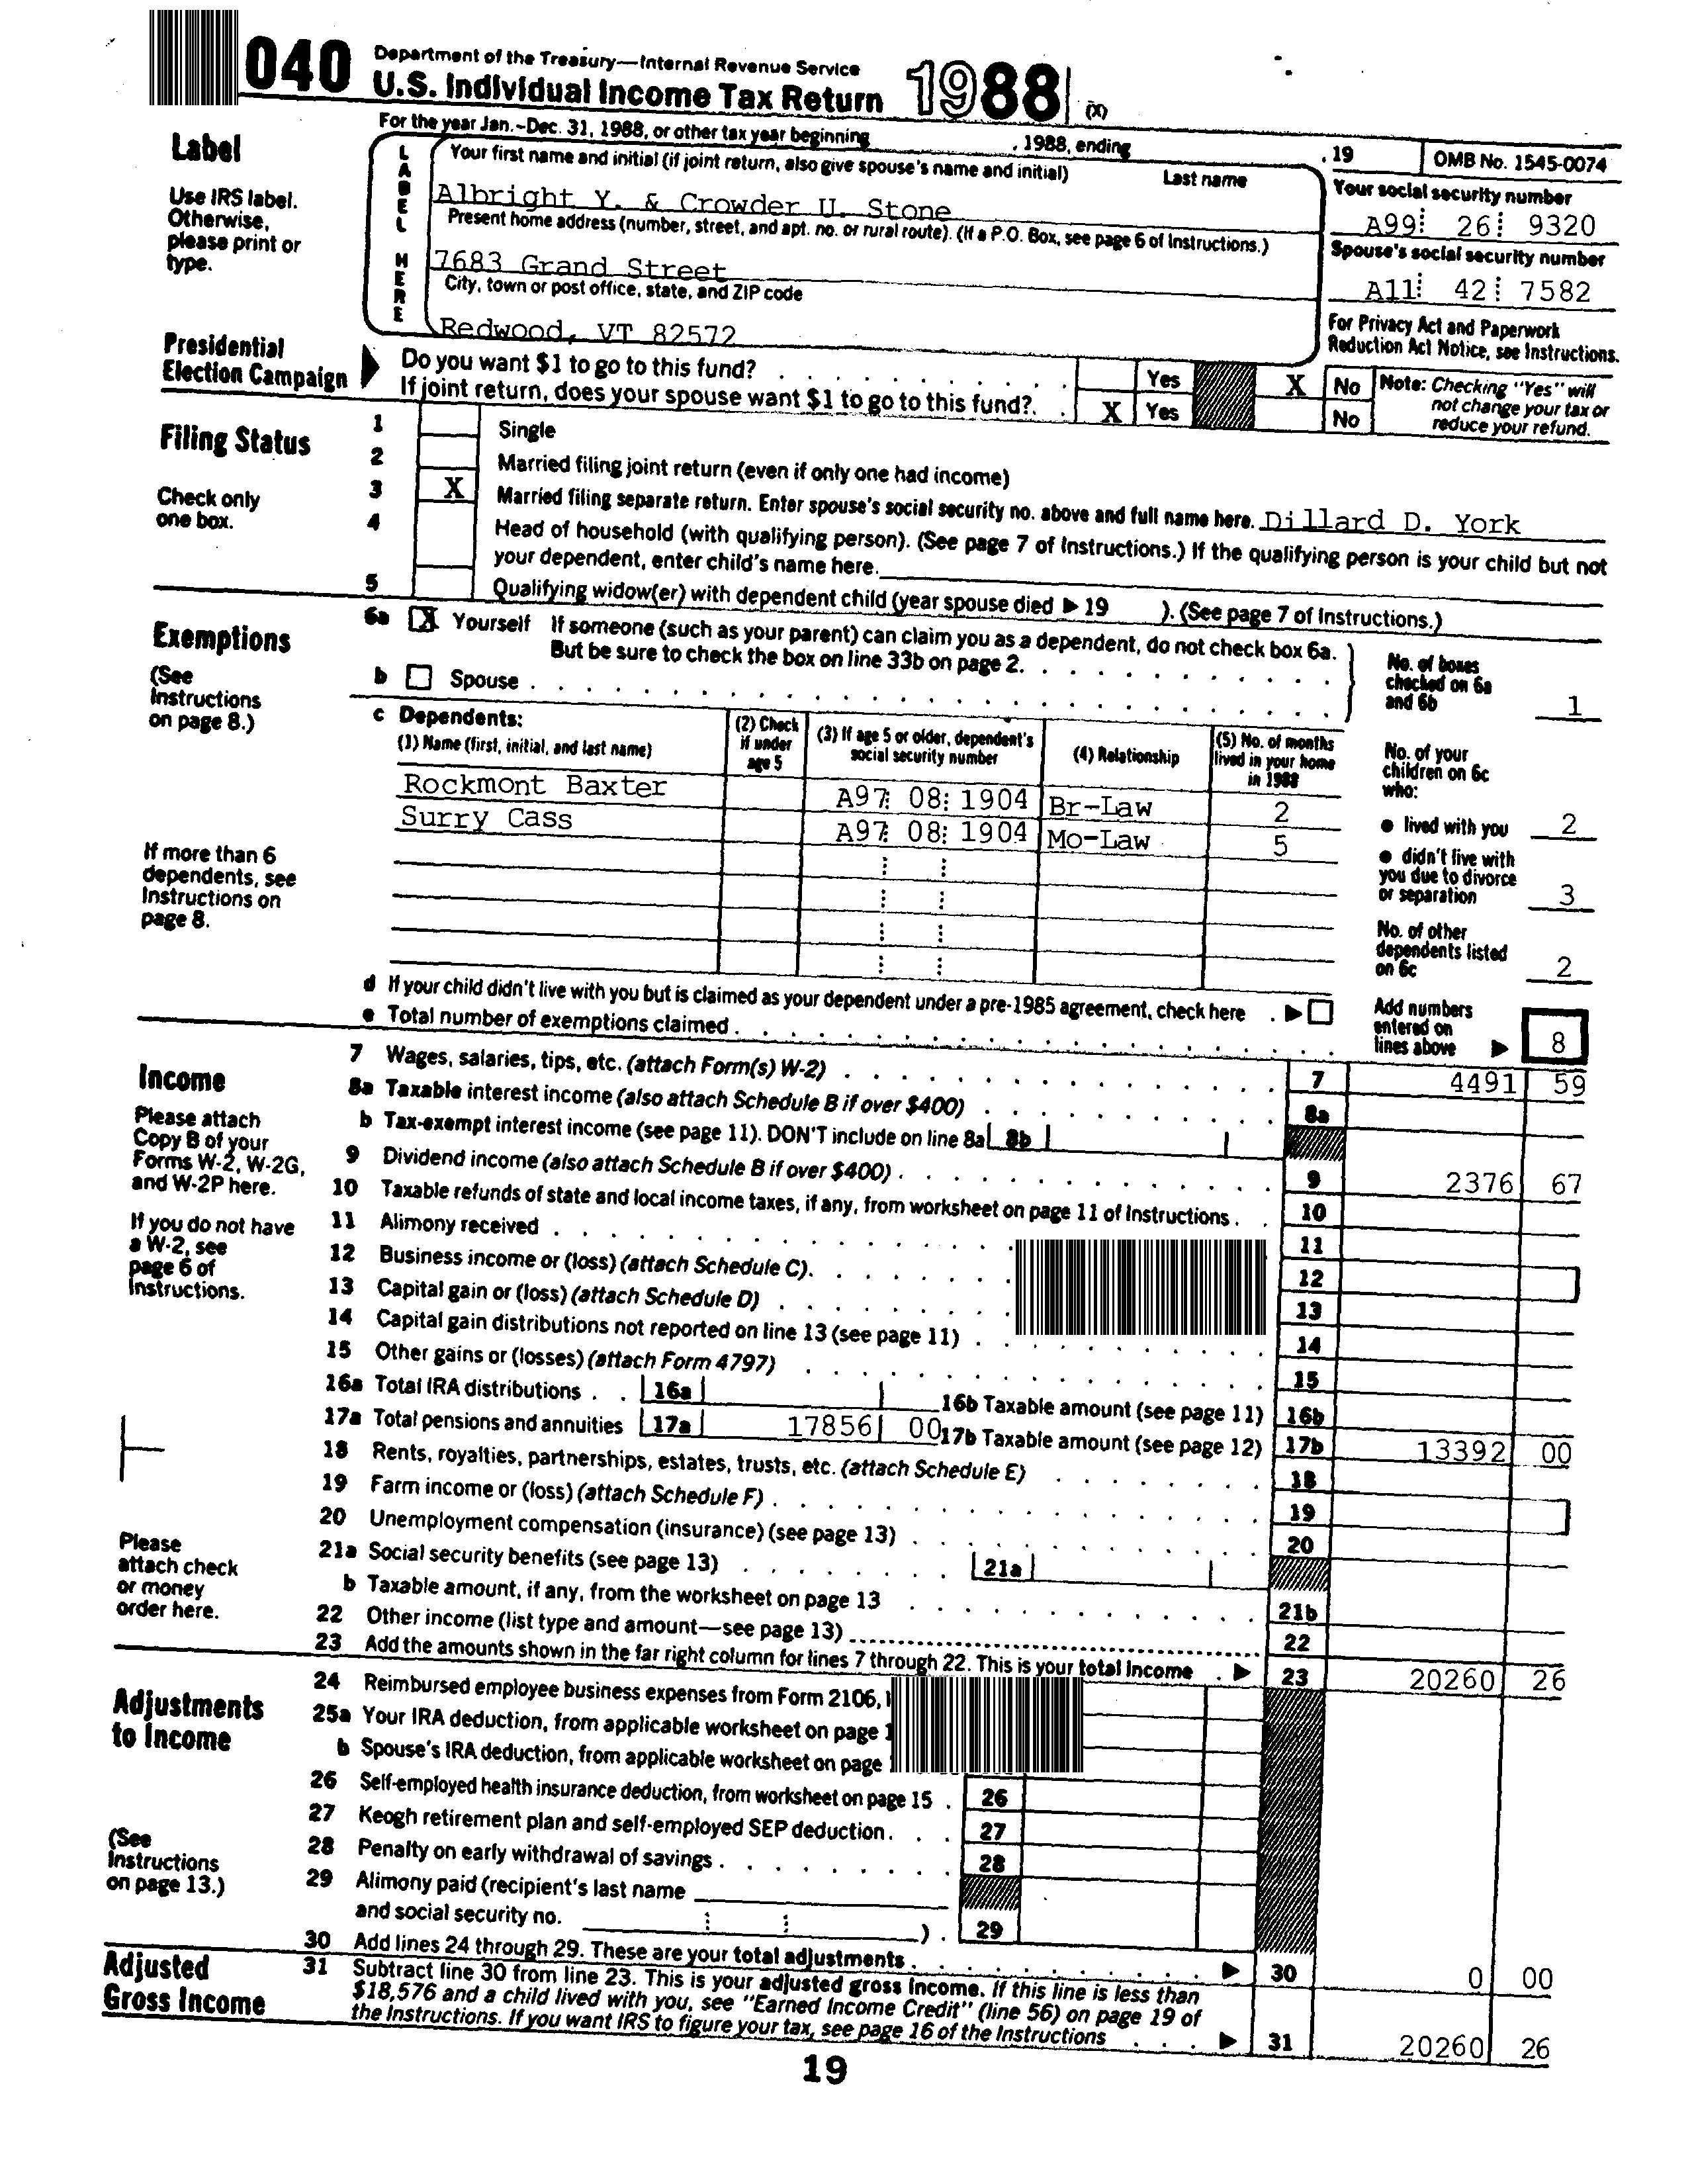 040 Department of the Treasury—Internal Revenue Service
U.S. Individual Income Tax Return 1988 (X)
For the year Jan.–Dec. 31, 1988, or other tax year beginning , 1988, ending , 19 OMB No. 1545-0074
Label
Use IRS label.
Otherwise,
please print or
type.
LABEL HERE
Your first name and initial (if joint return, also give spouse's name and initial) Last name
Albright Y. & Crowder U. Stone
Your social security number
A99 26 9320
Present home address (number, street, and apt. no. or rural route). (If a P.O. Box, see page 6 of Instructions.)
7683 Grand Street
Spouse's social security number
A11 42 7582
City, town or post office, state, and ZIP code
Redwood, VT 82572
For Privacy Act and Paperwork
Reduction Act Notice, see Instructions.
Presidential
Election Campaign
Do you want $1 to go to this fund? Yes X No
If joint return, does your spouse want $1 to go to this fund? X Yes No
Note: Checking "Yes" will
not change your tax or
reduce your refund.
Filing Status
Check only
one box.
1 Single
2 Married filing joint return (even if only one had income)
3 X Married filing separate return. Enter spouse's social security no. above and full name here. Dillard D. York
4 Head of household (with qualifying person). (See page 7 of Instructions.) If the qualifying person is your child but not
your dependent, enter child's name here.
5 Qualifying widow(er) with dependent child (year spouse died ▶ 19 ). (See page 7 of Instructions.)
Exemptions
(See
Instructions
on page 8.)
6a X Yourself If someone (such as your parent) can claim you as a dependent, do not check box 6a.
But be sure to check the box on line 33b on page 2.
b Spouse
No. of boxes
checked on 6a
and 6b 1
c Dependents:
(1) Name (first, initial, and last name)
(2) Check
if under
age 5
(3) If age 5 or older, dependent's
social security number
(4) Relationship
(5) No. of months
lived in your home
in 1988
Rockmont Baxter A97 08 1904 Br-Law 2
Surry Cass A97 08 1904 Mo-Law 5
If more than 6
dependents, see
Instructions on
page 8.
No. of your
children on 6c
who:
● lived with you 2
● didn't live with
you due to divorce
or separation 3
No. of other
dependents listed
on 6c 2
d If your child didn't live with you but is claimed as your dependent under a pre-1985 agreement, check here ▶
e Total number of exemptions claimed
Add numbers
entered on
lines above ▶ 8
Income
Please attach
Copy B of your
Forms W-2, W-2G,
and W-2P here.
If you do not have
a W-2, see
page 6 of
Instructions.
Please
attach check
or money
order here.
7 Wages, salaries, tips, etc. (attach Form(s) W-2) 7 4491 59
8a Taxable interest income (also attach Schedule B if over $400) 8a
b Tax-exempt interest income (see page 11). DON'T include on line 8a 8b
9 Dividend income (also attach Schedule B if over $400) 9 2376 67
10 Taxable refunds of state and local income taxes, if any, from worksheet on page 11 of Instructions 10
11 Alimony received 11
12 Business income or (loss) (attach Schedule C) 12
13 Capital gain or (loss) (attach Schedule D) 13
14 Capital gain distributions not reported on line 13 (see page 11) 14
15 Other gains or (losses) (attach Form 4797) 15
16a Total IRA distributions 16a 16b Taxable amount (see page 11) 16b
17a Total pensions and annuities 17a 17856 00 17b Taxable amount (see page 12) 17b 13392 00
18 Rents, royalties, partnerships, estates, trusts, etc. (attach Schedule E) 18
19 Farm income or (loss) (attach Schedule F) 19
20 Unemployment compensation (insurance) (see page 13) 20
21a Social security benefits (see page 13) 21a
b Taxable amount, if any, from the worksheet on page 13 21b
22 Other income (list type and amount—see page 13) 22
23 Add the amounts shown in the far right column for lines 7 through 22. This is your total income ▶ 23 20260 26
Adjustments
to Income
(See
Instructions
on page 13.)
24 Reimbursed employee business expenses from Form 2106,
25a Your IRA deduction, from applicable worksheet on page
b Spouse's IRA deduction, from applicable worksheet on page
26 Self-employed health insurance deduction, from worksheet on page 15 26
27 Keogh retirement plan and self-employed SEP deduction 27
28 Penalty on early withdrawal of savings 28
29 Alimony paid (recipient's last name
and social security no. ) 29
30 Add lines 24 through 29. These are your total adjustments ▶ 30 0 00
Adjusted
Gross Income
31 Subtract line 30 from line 23. This is your adjusted gross income. If this line is less than
$18,576 and a child lived with you, see "Earned Income Credit" (line 56) on page 19 of
the Instructions. If you want IRS to figure your tax, see page 16 of the Instructions ▶ 31 20260 26
19